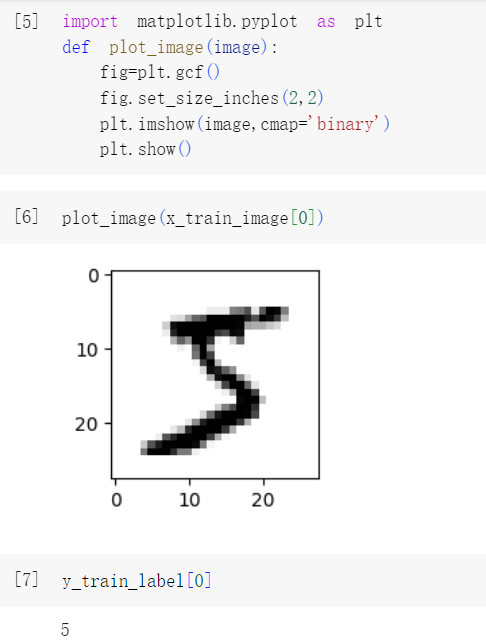 [5] import matplotlib.pyplot as plt
def plot_image(image):
fig=plt.gcf()
fig.set_size_inches(2,2)
plt.imshow(image,cmap='binary')
plt.show()
[6] plot_image(x_train_image[0])
0
10
20
5
0 10 20
[7] y_train_label[0]
5